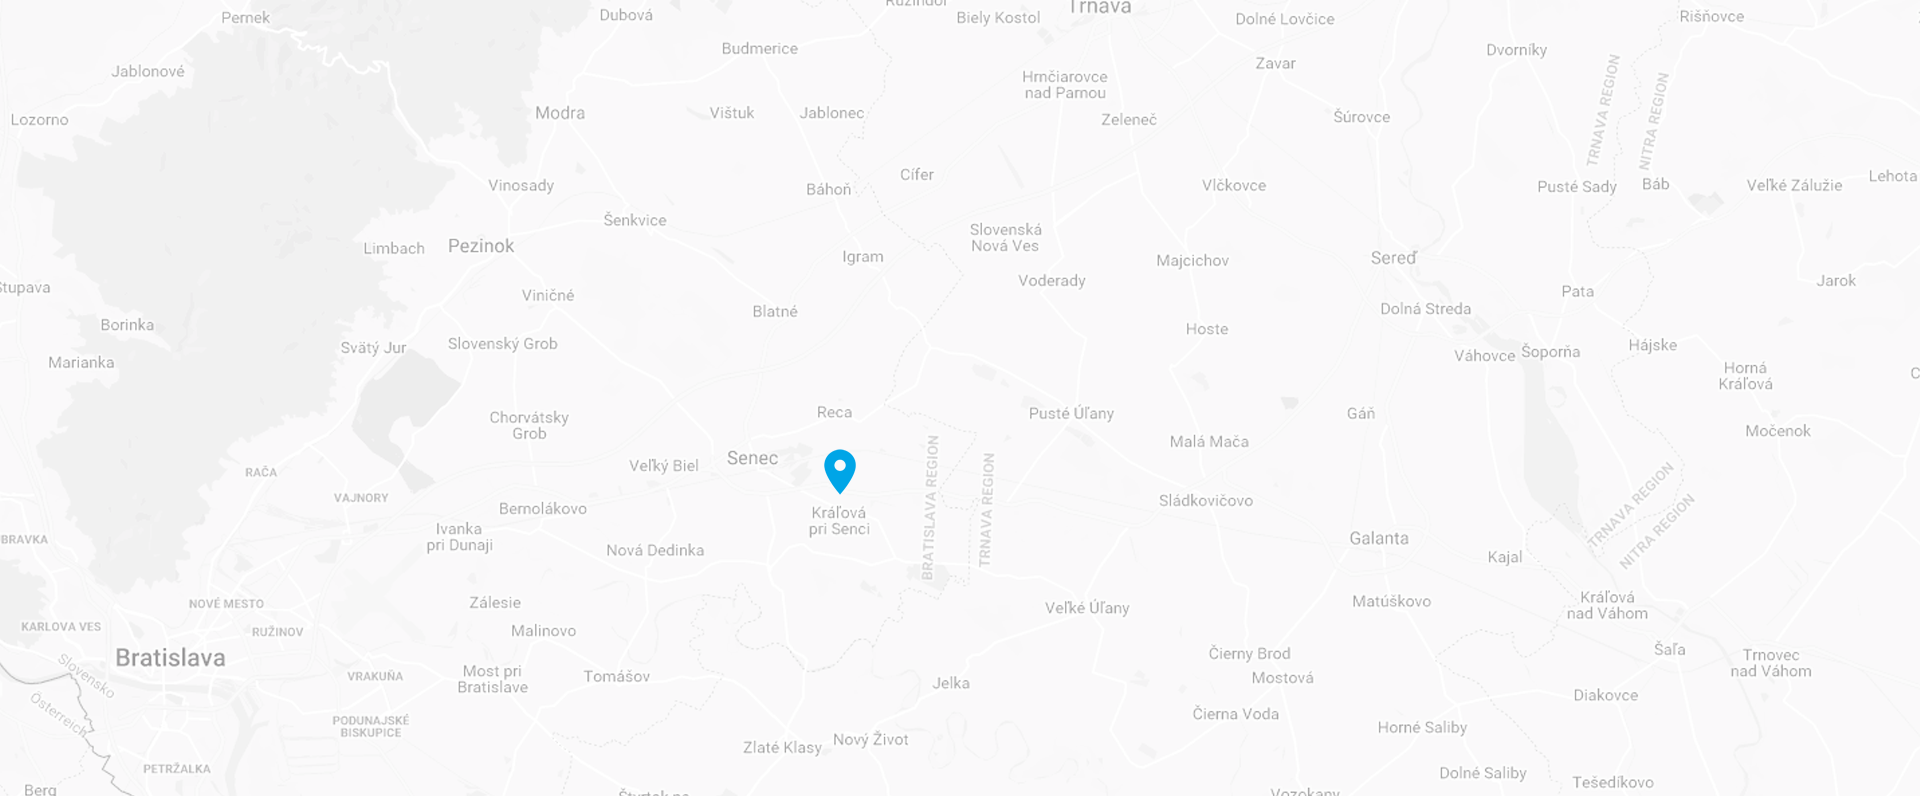 Pernek
Dubová
Biely Kostol
Trnava
Dolné Lovčice
Rišňovce
Budmerice
Dvorníky
Jablonové
Zavar
Hrnčiarovce
nad Parnou
TRNAVA REGION
NITRA REGION
Lozorno
Modra
Vištuk
Jablonec
Zeleneč
Šúrovce
Vinosady
Báhoň
Cífer
Vlčkovce
Pusté Sady
Báb
Veľké Zálužie
Lehota
Šenkvice
Limbach
Pezinok
Slovenská
Nová Ves
Igram
Majcichov
Sereď
Stupava
Viničné
Voderady
Pata
Jarok
Borinka
Blatné
Dolná Streda
Hoste
Marianka
Svätý Jur
Slovenský Grob
Váhovce
Šoporňa
Hájske
Horná
Kráľová
Chorvátsky
Grob
Reca
Pusté Úľany
Gáň
Močenok
Malá Mača
RAČA
Veľký Biel
Senec
BRATISLAVA REGION
TRNAVA REGION
VAJNORY
Bernolákovo
Kráľová
pri Senci
Sládkovičovo
TRNAVA REGION
NITRA REGION
Ivanka
pri Dunaji
Nová Dedinka
Galanta
Kajal
ÚBRAVKA
NOVÉ MESTO
Zálesie
Veľké Úľany
Matúškovo
Kráľová
nad Váhom
KARLOVA VES
RUŽINOV
Malinovo
Bratislava
Slovensko
Österreich
VRAKUŇA
Most pri
Bratislave
Tomášov
Jelka
Čierny Brod
Mostová
Šaľa
Trnovec
nad Váhom
Diakovce
PODUNAJSKÉ
BISKUPICE
Čierna Voda
Horné Saliby
Zlaté Klasy
Nový Život
PETRŽALKA
Dolné Saliby
Tešedíkovo
Berg
Vozokany